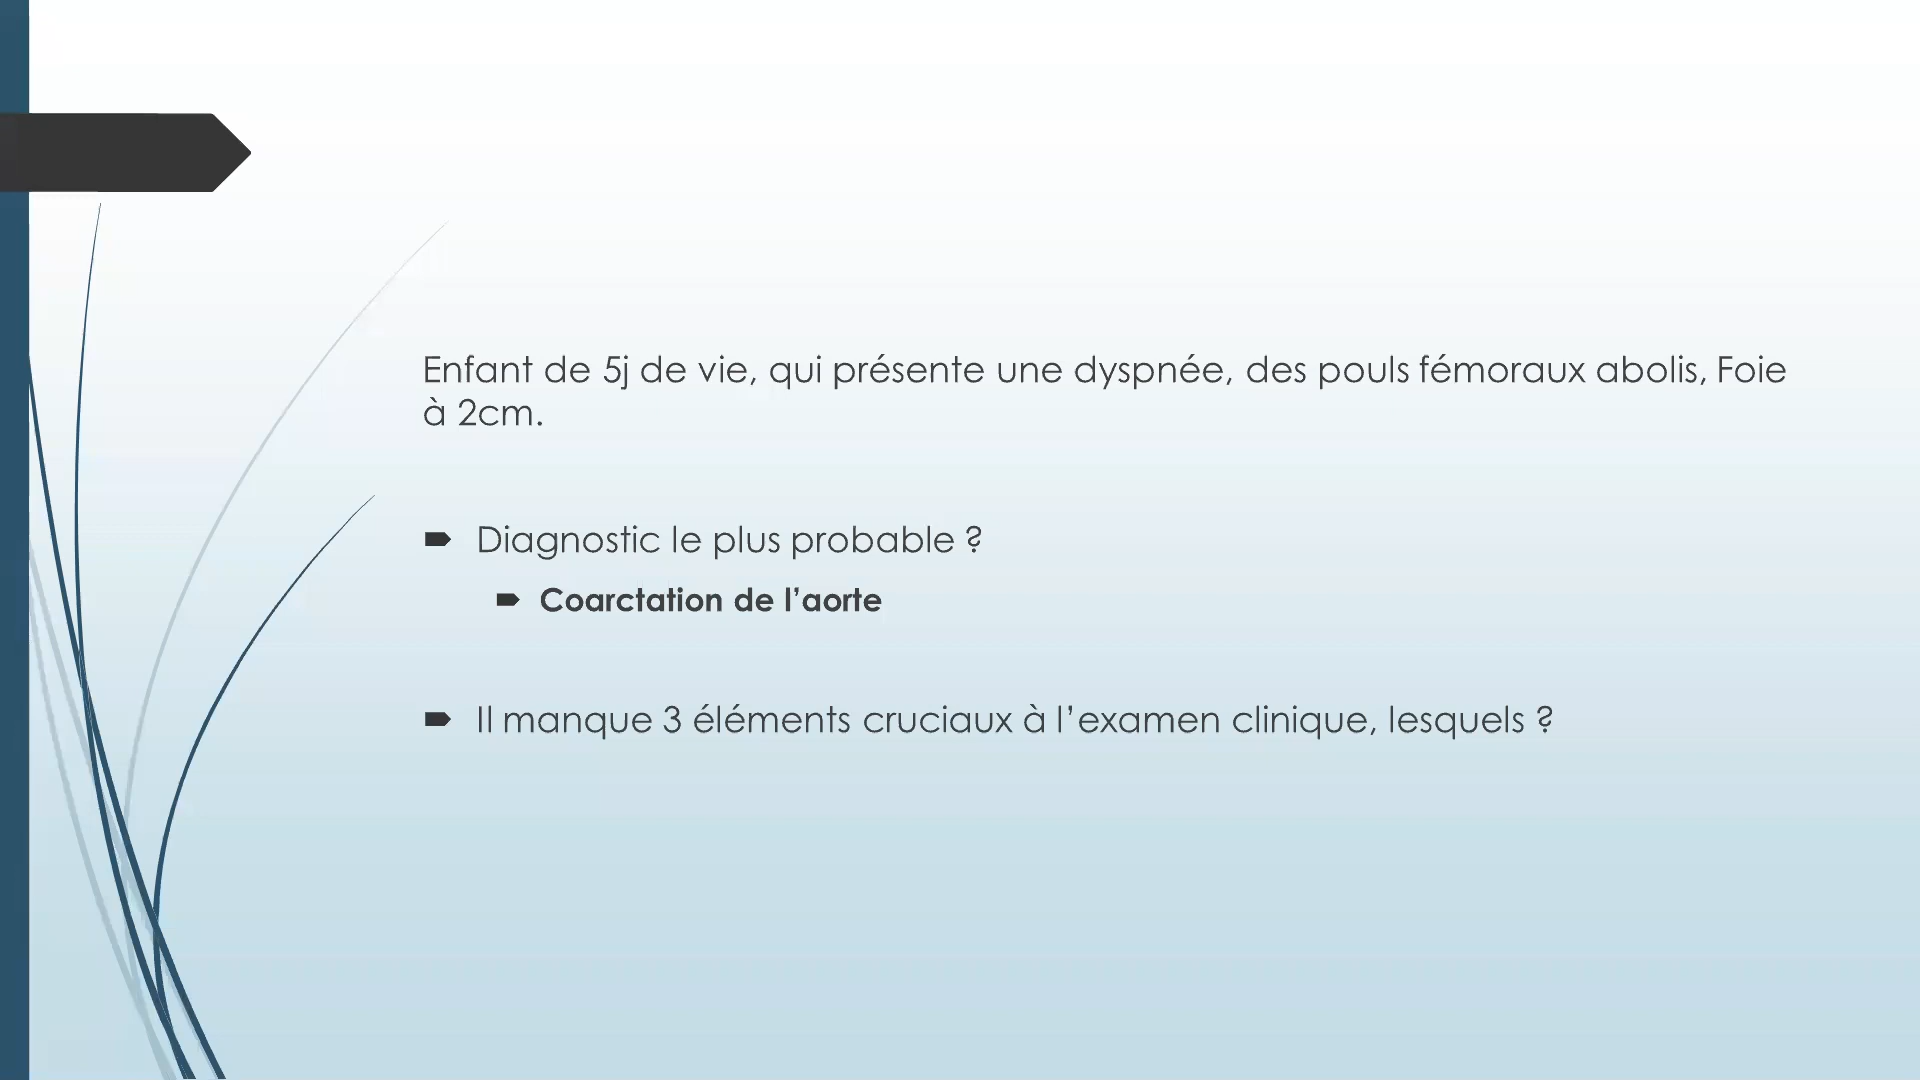 Enfant de 5j de vie, qui présente une dyspnée, des pouls fémoraux abolis, Foie
à 2cm.
Diagnostic le plus probable ?
Coarctation de l’aorte
Il manque 3 éléments cruciaux à l’examen clinique, lesquels ?